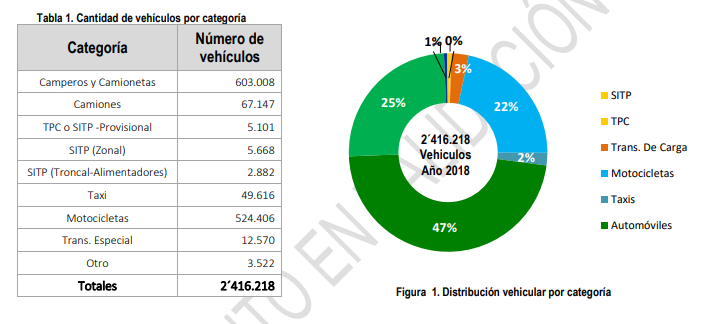 Tabla 1. Cantidad de vehículos por categoría
Categoría Número de vehículos
Camperos y Camionetas 603.008
Camiones 67.147
TPC o SITP -Provisional 5.101
SITP (Zonal) 5.668
SITP (Troncal-Alimentadores) 2.882
Taxi 49.616
Motocicletas 524.406
Trans. Especial 12.570
Otro 3.522
Totales 2´416.218
1% 0%
3%
25% 22%
2%
47%
2´416.218
Vehiculos
Año 2018
SITP
TPC
Trans. De Carga
Motocicletas
Taxis
Automóviles
Figura 1. Distribución vehicular por categoría